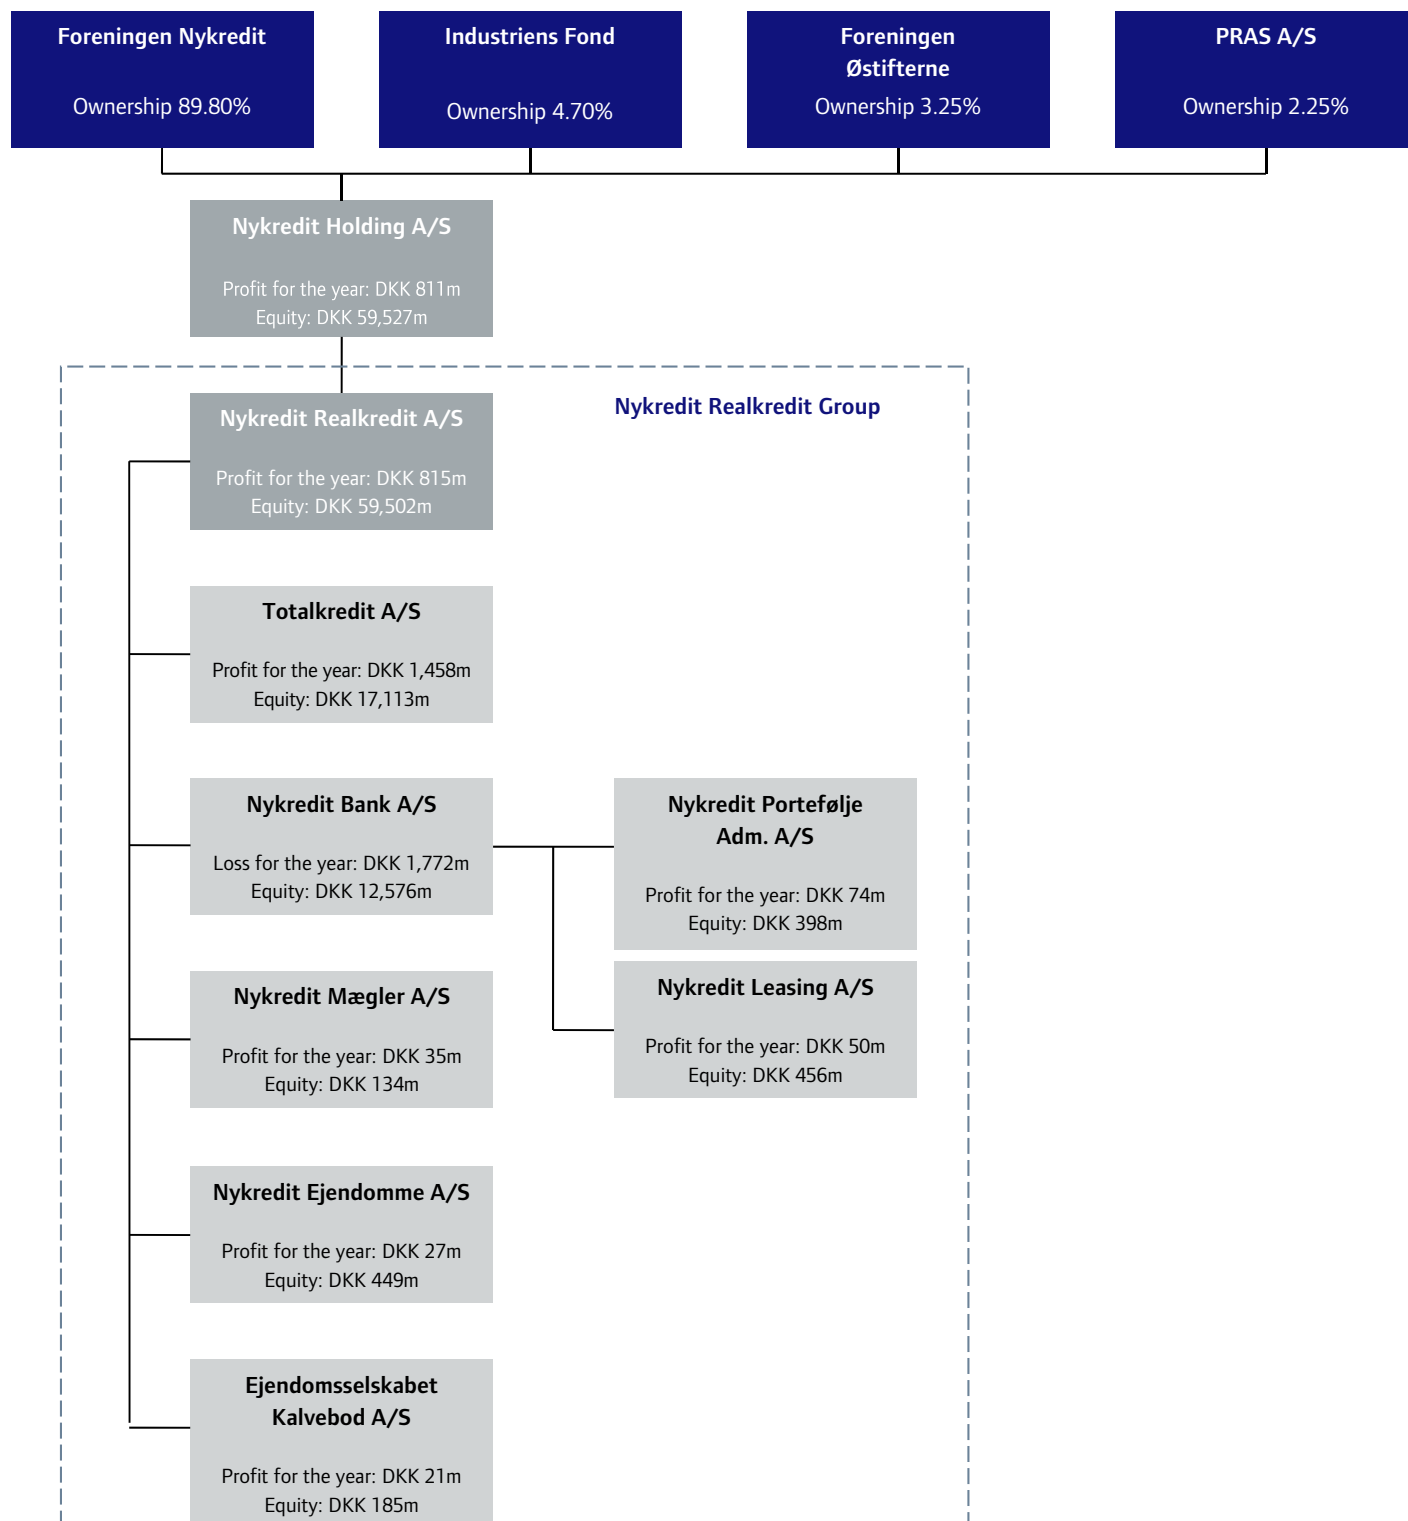 Foreningen Nykredit
Ownership 89.80%
Industriens Fond
Ownership 4.70%
Foreningen
Østifterne
Ownership 3.25%
PRAS A/S
Ownership 2.25%
Nykredit Holding A/S
Profit for the year: DKK 811m
Equity: DKK 59,527m
Nykredit Realkredit Group
Nykredit Realkredit A/S
Profit for the year: DKK 815m
Equity: DKK 59,502m
Totalkredit A/S
Profit for the year: DKK 1,458m
Equity: DKK 17,113m
Nykredit Bank A/S
Loss for the year: DKK 1,772m
Equity: DKK 12,576m
Nykredit Portefølje
Adm. A/S
Profit for the year: DKK 74m
Equity: DKK 398m
Nykredit Leasing A/S
Profit for the year: DKK 50m
Equity: DKK 456m
Nykredit Mægler A/S
Profit for the year: DKK 35m
Equity: DKK 134m
Nykredit Ejendomme A/S
Profit for the year: DKK 27m
Equity: DKK 449m
Ejendomsselskabet
Kalvebod A/S
Profit for the year: DKK 21m
Equity: DKK 185m